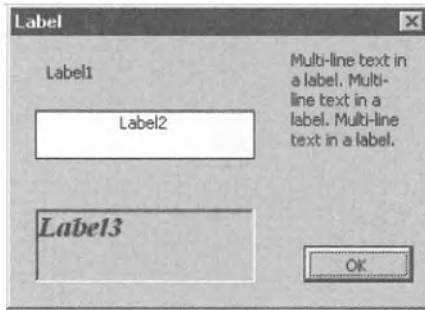 Label
Label1
Multi-line text in
a label. Multi-
line text in a
label. Multi-line
text in a label.
Label2
Label3
OK